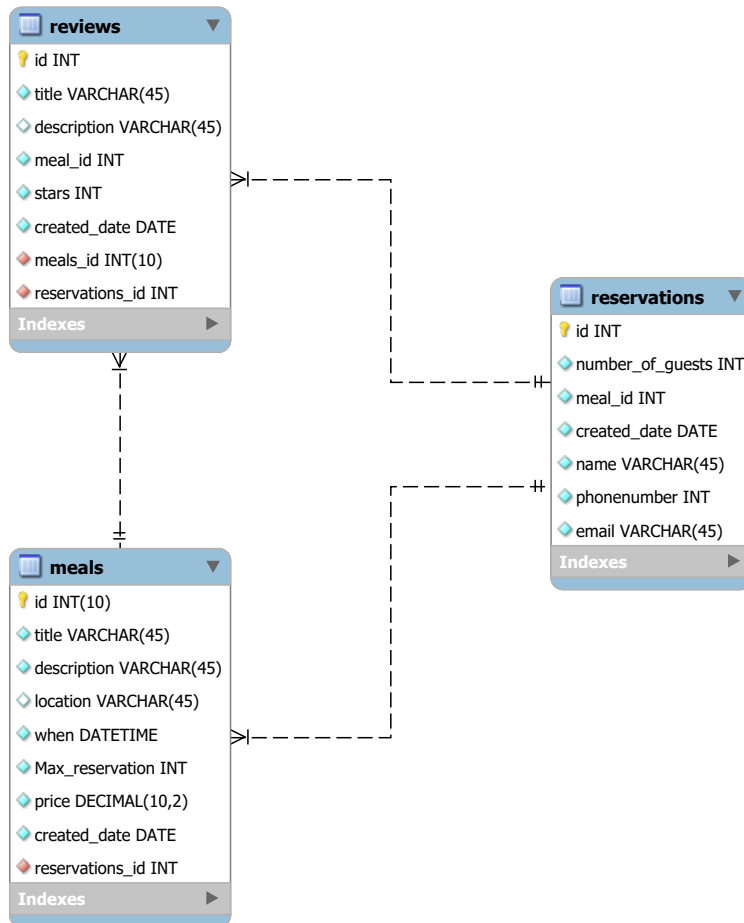 reviews
id INT
title VARCHAR(45)
description VARCHAR(45)
meal_id INT
stars INT
created_date DATE
meals_id INT(10)
reservations_id INT
Indexes
reservations
id INT
number_of_guests INT
meal_id INT
created_date DATE
name VARCHAR(45)
phonenumber INT
email VARCHAR(45)
Indexes
meals
id INT(10)
title VARCHAR(45)
description VARCHAR(45)
location VARCHAR(45)
when DATETIME
Max_reservation INT
price DECIMAL(10,2)
created_date DATE
reservations_id INT
Indexes